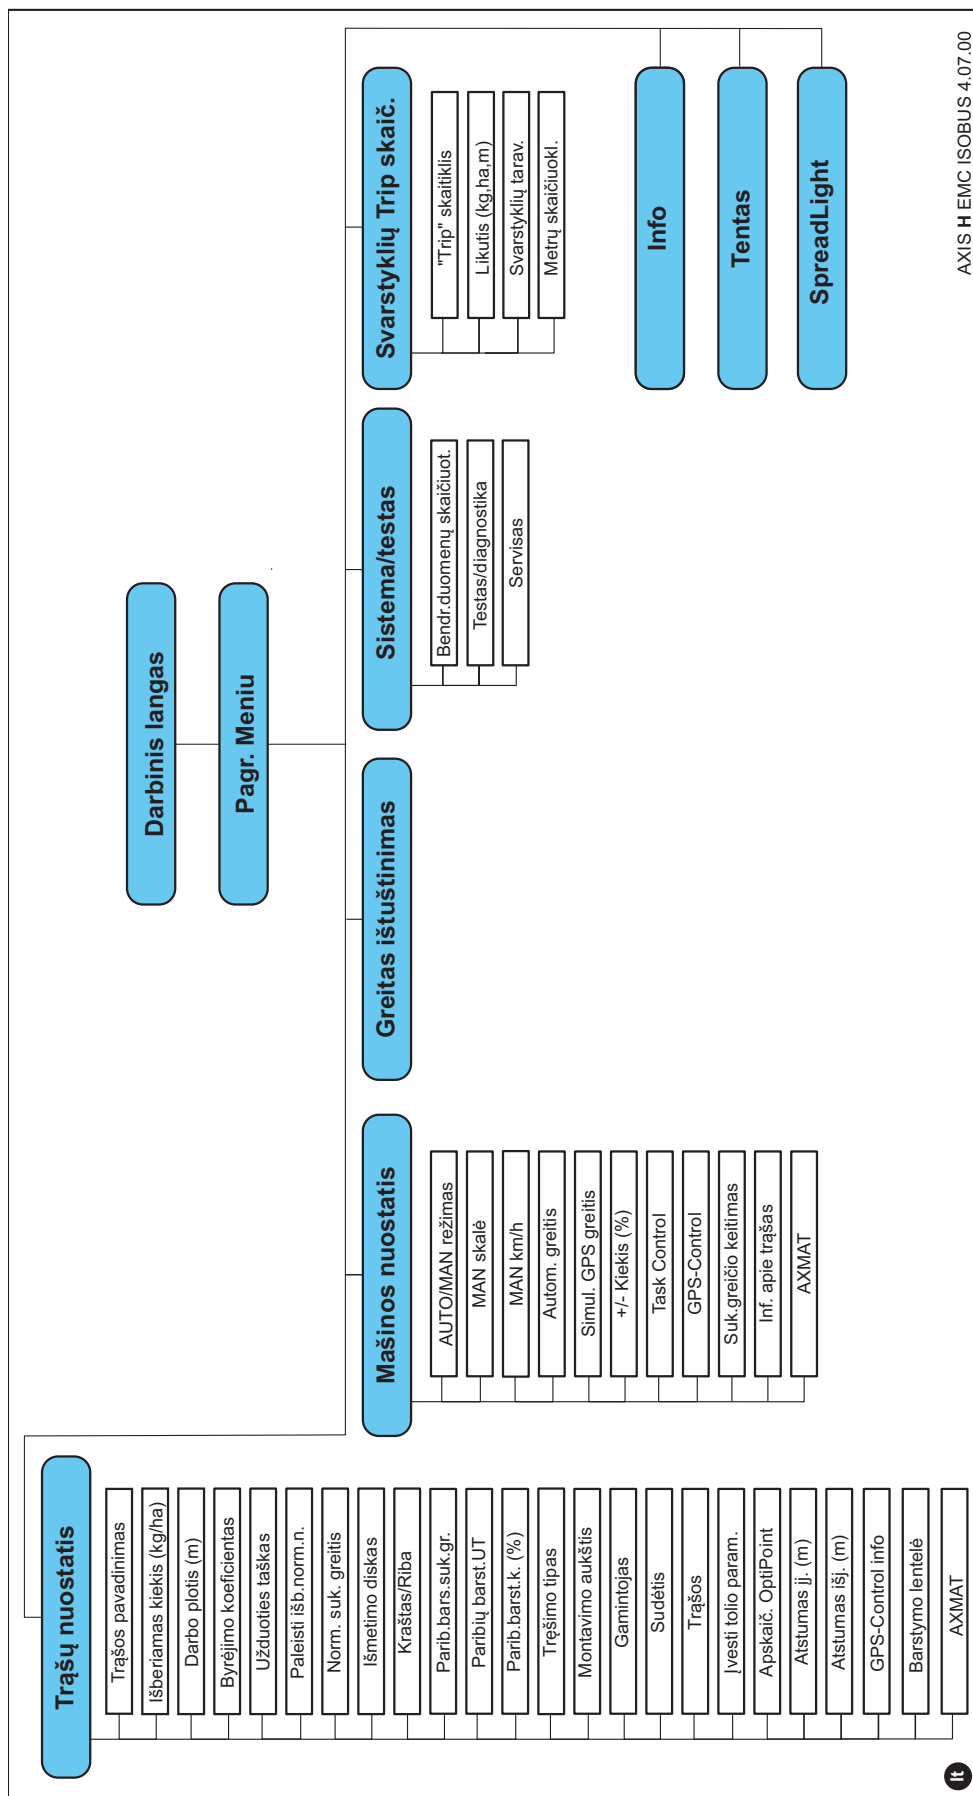 Darbinis langas
Pagr. Meniu
Trąšų nuostatis
Trąšos pavadinimas
Išberiamas kiekis (kg/ha)
Darbo plotis (m)
Byrėjimo koeficientas
Užduoties taškas
Paleisti išb.norm.n.
Norm. suk. greitis
Išmetimo diskas
Kraštas/Riba
Parib.bars.suk.gr.
Paribių barst.UT
Parib.barst.k. (%)
Tręšimo tipas
Montavimo aukštis
Gamintojas
Sudėtis
Trąšos
Įvesti tolio param.
Apskaič. OptiPoint
Atstumas įj. (m)
Atstumas išj. (m)
GPS-Control info
Barstymo lentelė
AXMAT
Mašinos nuostatis
AUTO/MAN režimas
MAN skalė
MAN km/h
Autom. greitis
Simul. GPS greitis
+/- Kiekis (%)
Task Control
GPS-Control
Suk.greičio keitimas
Inf. apie trąšas
AXMAT
Greitas ištuštinimas
Sistema/testas
Bendr.duomenų skaičiuot.
Testas/diagnostika
Servisas
Svarstyklių Trip skaič.
"Trip" skaitiklis
Likutis (kg,ha,m)
Svarstyklių tarav.
Metrų skaičiuokl.
Info
Tentas
SpreadLight
lt
AXIS H EMC ISOBUS 4.07.00